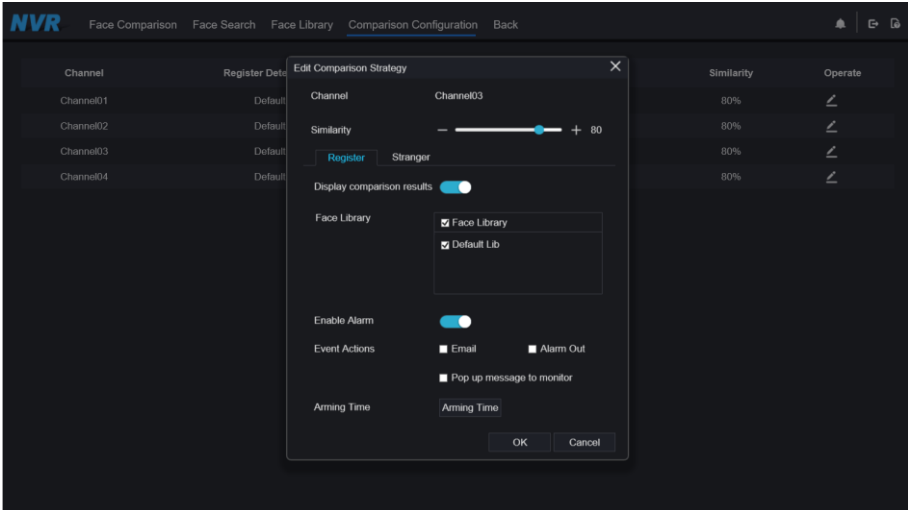 NVR Face Comparison Face Search Face Library Comparison Configuration Back
Channel Register Dete Similarity Operate
Channel01 Default 80%
Channel02 Default 80%
Channel03 Default 80%
Channel04 Default 80%
Edit Comparison Strategy
Channel Channel03
Similarity 80
Register Stranger
Display comparison results
Face Library Face Library
Default Lib
Enable Alarm
Event Actions Email Alarm Out
Pop up message to monitor
Arming Time Arming Time
OK Cancel